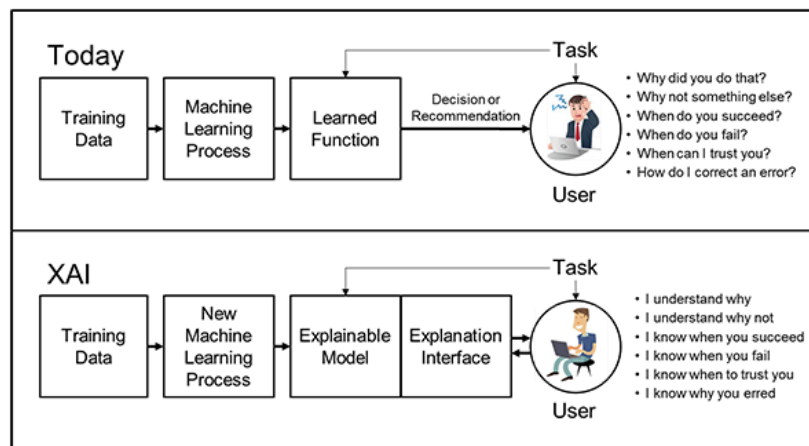 Today
Task
Training
Data
Machine
Learning
Process
Learned
Function
Decision or
Recommendation
User
• Why did you do that?
• Why not something else?
• When do you succeed?
• When do you fail?
• When can I trust you?
• How do I correct an error?
XAI
Task
Training
Data
New
Machine
Learning
Process
Explainable
Model
Explanation
Interface
User
• I understand why
• I understand why not
• I know when you succeed
• I know when you fail
• I know when to trust you
• I know why you erred